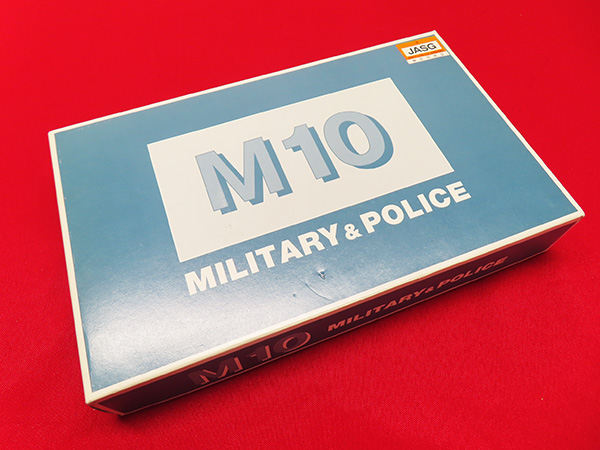 JASG
M10
MILITARY & POLICE
M10 MILITARY & POLICE